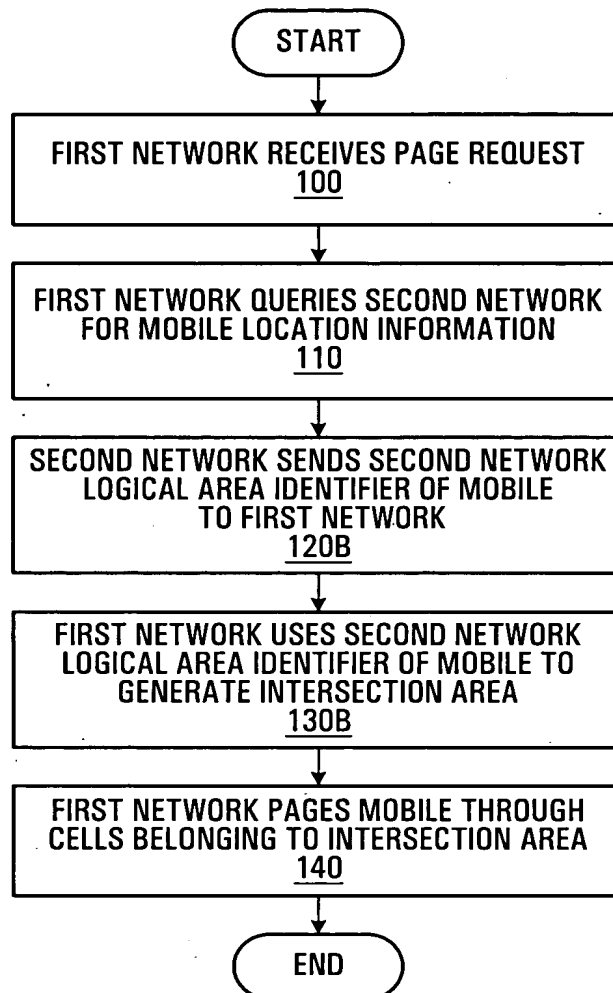 START
FIRST NETWORK RECEIVES PAGE REQUEST
100
FIRST NETWORK QUERIES SECOND NETWORK
FOR MOBILE LOCATION INFORMATION
110
SECOND NETWORK SENDS SECOND NETWORK
LOGICAL AREA IDENTIFIER OF MOBILE
TO FIRST NETWORK
120B
FIRST NETWORK USES SECOND NETWORK
LOGICAL AREA IDENTIFIER OF MOBILE TO
GENERATE INTERSECTION AREA
130B
FIRST NETWORK PAGES MOBILE THROUGH
CELLS BELONGING TO INTERSECTION AREA
140
END